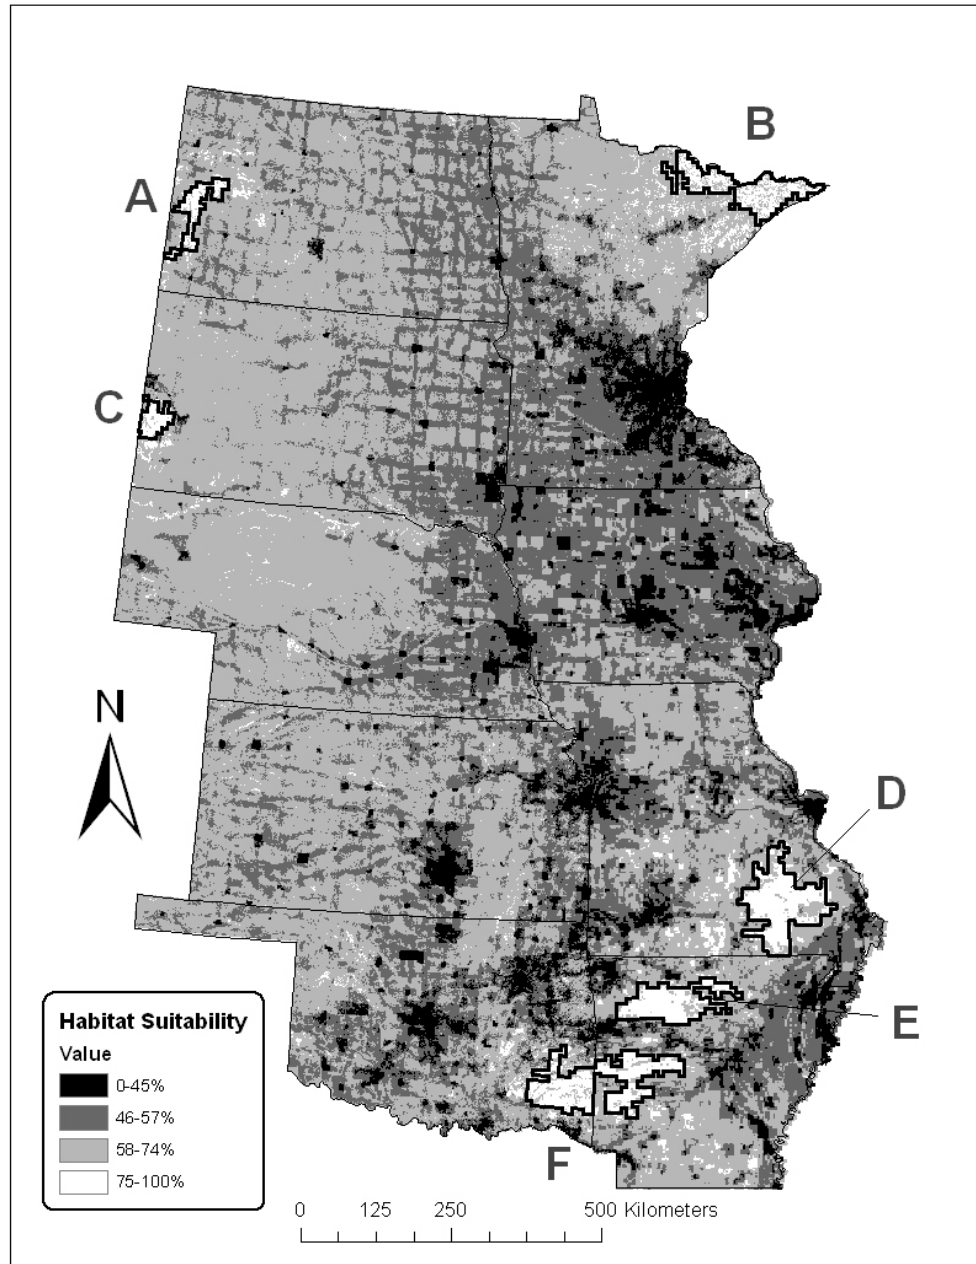 B
A
C
N
D
E
F
Habitat Suitability
Value
0-45%
46-57%
58-74%
75-100%
0 125 250 500 Kilometers